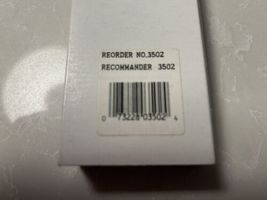 REORDER NO.3502
RECOMMANDER 3502
0 73228 03502 4